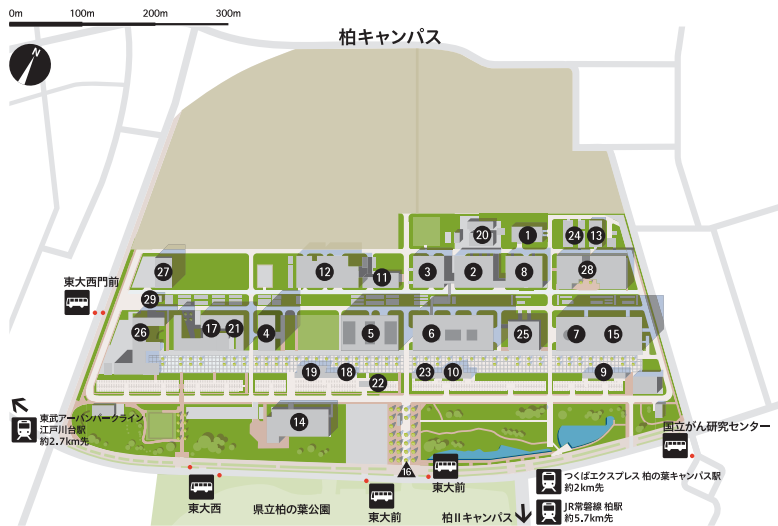 0m 100m 200m 300m
柏キャンパス
N
20 1 24 13
27 12 11 3 2 8 28
東大西門前
29
26 17 21 4 5 6 25 7 15
19 18 22 23 10 9
東武アーバンパークライン
江戸川台駅
約2.7km先
14
16
国立がん研究センター
東大西
県立柏の葉公園
東大前
東大前
柏IIキャンパス
つくばエクスプレス 柏の葉キャンパス駅
約2km先
JR常磐線 柏駅
約5.7km先